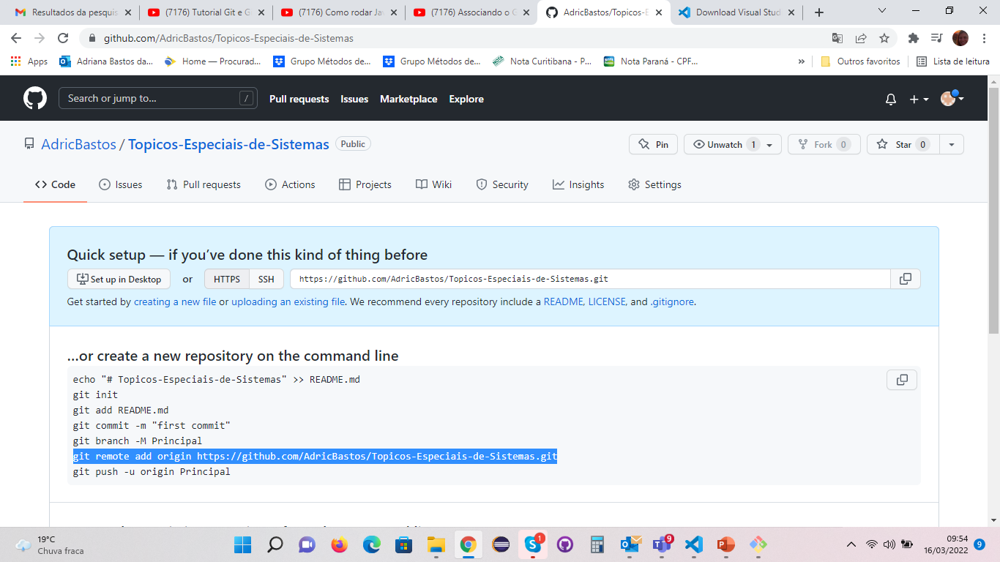 Resultados da pesquis
(7176) Tutorial Git e G
(7176) Como rodar Jav
(7176) Associando o G
AdricBastos/Topicos-E
Download Visual Stud
github.com/AdricBastos/Topicos-Especiais-de-Sistemas
Apps
Adriana Bastos da...
Home — Procurad...
Grupo Métodos de...
Grupo Métodos de...
Nota Curitibana - P...
Nota Paraná - CPF...
»
Outros favoritos
Lista de leitura
Search or jump to...
/
Pull requests
Issues
Marketplace
Explore
AdricBastos / Topicos-Especiais-de-Sistemas
Public
Pin
Unwatch 1
Fork 0
Star 0
Code
Issues
Pull requests
Actions
Projects
Wiki
Security
Insights
Settings
Quick setup — if you’ve done this kind of thing before
Set up in Desktop
or
HTTPS
SSH
https://github.com/AdricBastos/Topicos-Especiais-de-Sistemas.git
Get started by creating a new file or uploading an existing file. We recommend every repository include a README, LICENSE, and .gitignore.
…or create a new repository on the command line
echo "# Topicos-Especiais-de-Sistemas" >> README.md
git init
git add README.md
git commit -m "first commit"
git branch -M Principal
git remote add origin https://github.com/AdricBastos/Topicos-Especiais-de-Sistemas.git
git push -u origin Principal
19°C
Chuva fraca
1
9
09:54
16/03/2022
9